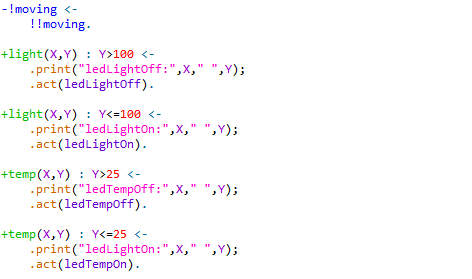 -!moving <-
    !!moving.

+light(X,Y) : Y>100 <-
    .print("ledLightOff:",X," ",Y);
    .act(ledLightOff).

+light(X,Y) : Y<=100 <-
    .print("ledLightOn:",X," ",Y);
    .act(ledLightOn).

+temp(X,Y) : Y>25 <-
    .print("ledTempOff:",X," ",Y);
    .act(ledTempOff).

+temp(X,Y) : Y<=25 <-
    .print("ledLightOn:",X," ",Y);
    .act(ledTempOn).